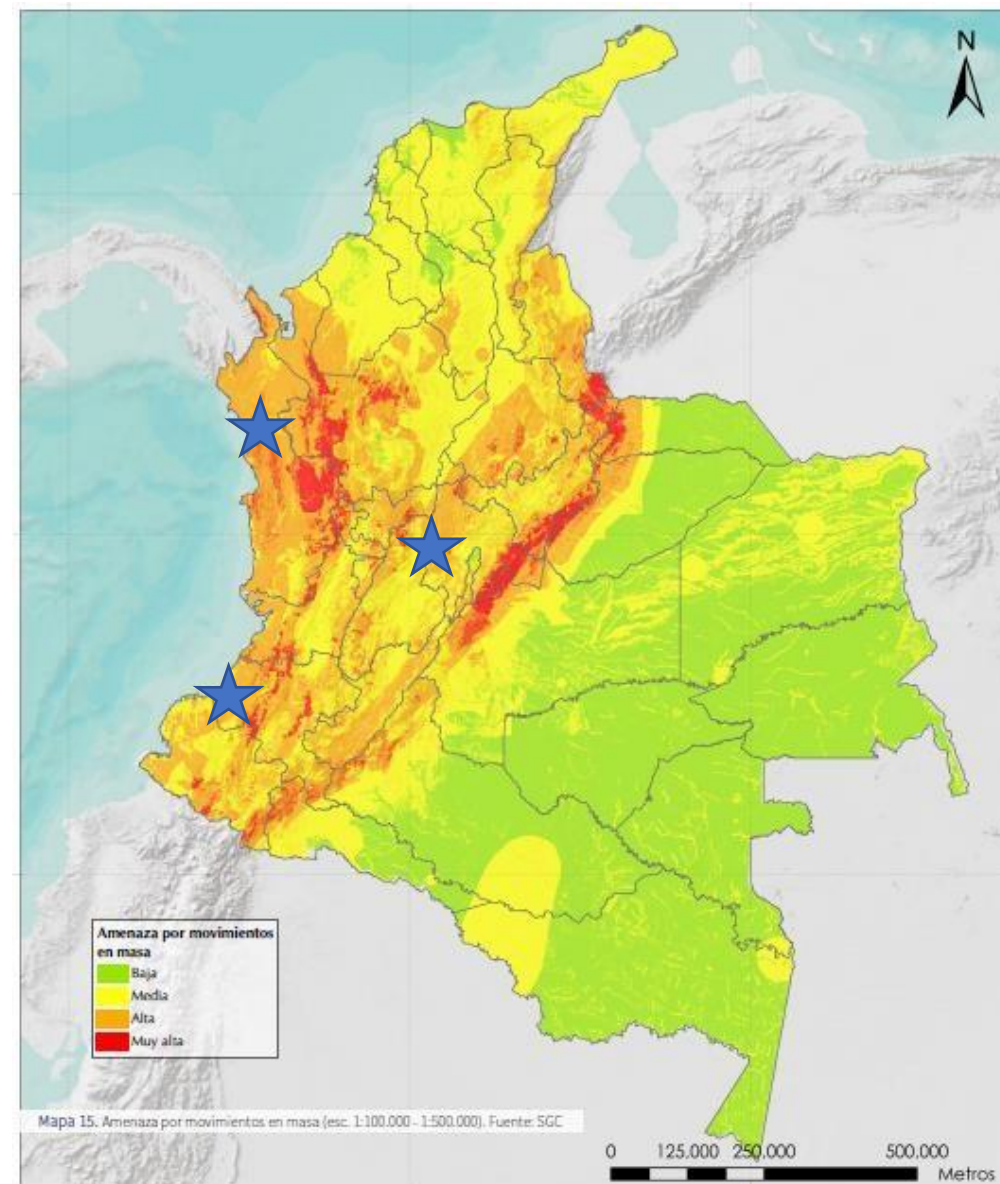 N
Amenaza por movimientos
en masa
Baja
Media
Alta
Muy alta
Mapa 15. Amenaza por movimientos en masa (esc. 1:100.000 - 1:500.000). Fuente: SGC
0 125.000 250.000 500.000
Metros